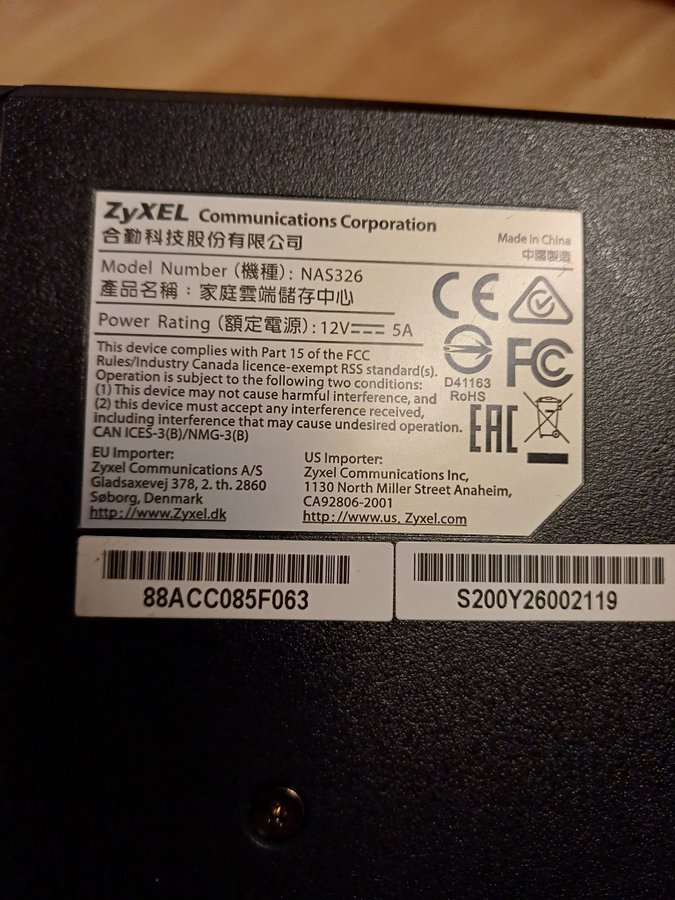 ZyXEL Communications Corporation
合勤科技股份有限公司
Made in China
中國製造
Model Number (機種): NAS326
產品名稱：家庭雲端儲存中心
Power Rating (額定電源): 12V⎓ 5A
This device complies with Part 15 of the FCC
Rules/Industry Canada licence-exempt RSS standard(s).
Operation is subject to the following two conditions:
(1) This device may not cause harmful interference, and
(2) this device must accept any interference received,
including interference that may cause undesired operation.
CAN ICES-3(B)/NMG-3(B)
CE
D41163
RoHS
FC
EAC
EU Importer:
Zyxel Communications A/S
Gladsaxevej 378, 2. th. 2860
Søborg, Denmark
http://www.Zyxel.dk
US Importer:
Zyxel Communications Inc,
1130 North Miller Street Anaheim,
CA92806-2001
http://www.us. Zyxel.com
88ACC085F063
S200Y26002119